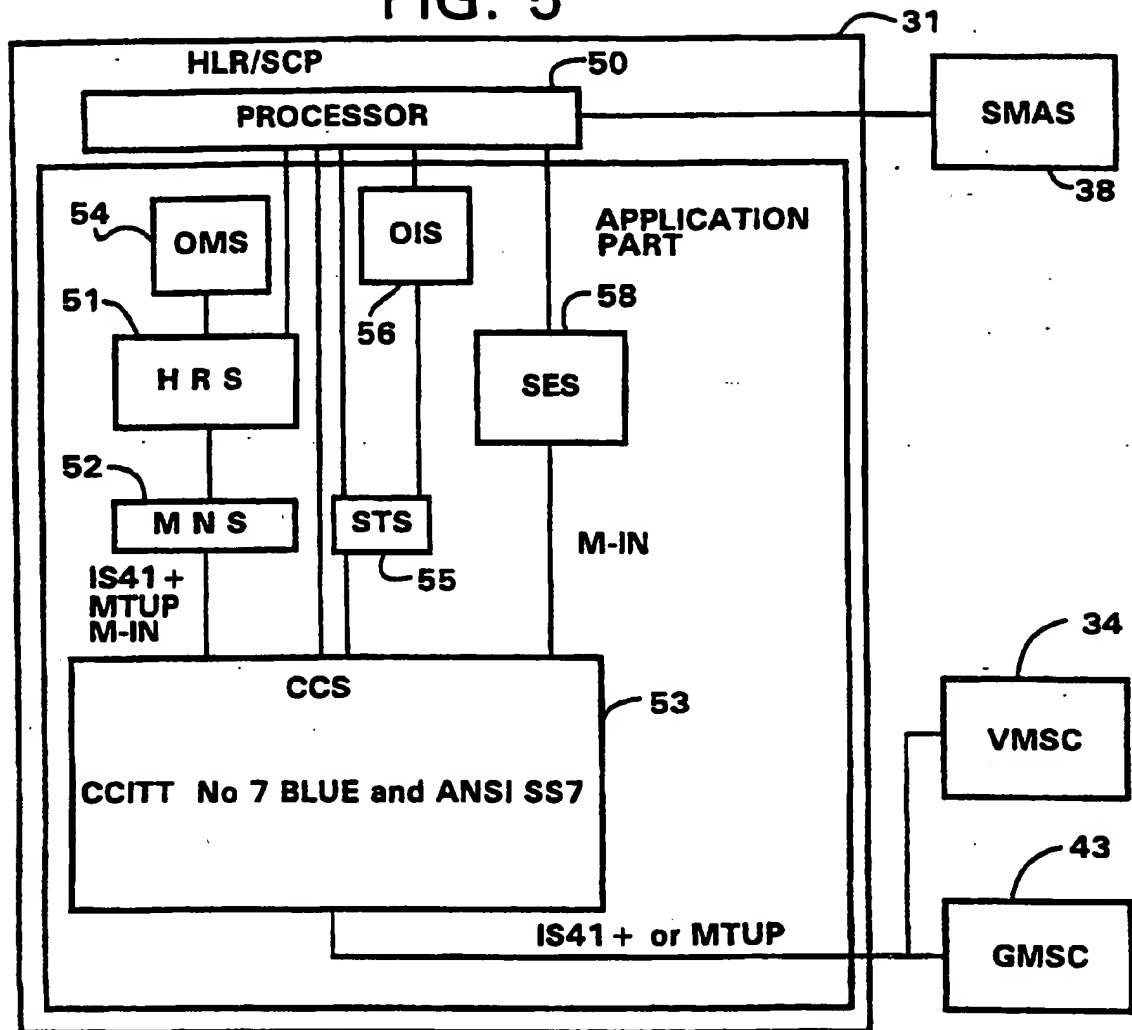 FIG. 5
31
HLR/SCP
50
PROCESSOR
SMAS
38
54
OMS
OIS
APPLICATION
PART
51
56
58
H R S
SES
52
M N S
STS
M-IN
55
IS41+
MTUP
M-IN
34
CCS
53
VMSC
CCITT No 7 BLUE and ANSI SS7
43
IS41+ or MTUP
GMSC